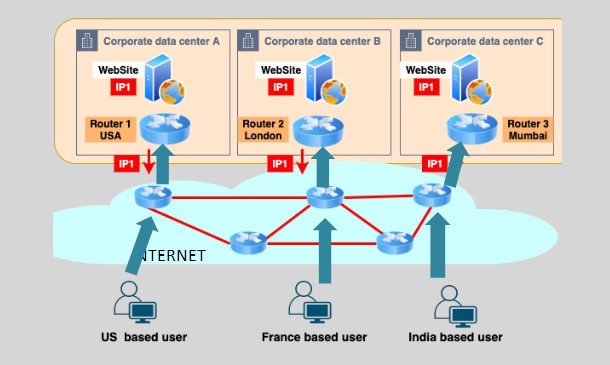 Corporate data center A
Corporate data center B
Corporate data center C
WebSite
IP1
WebSite
IP1
WebSite
IP1
Router 1
USA
Router 2
London
Router 3
Mumbai
IP1
IP1
IP1
NTERNET
US based user
France based user
India based user